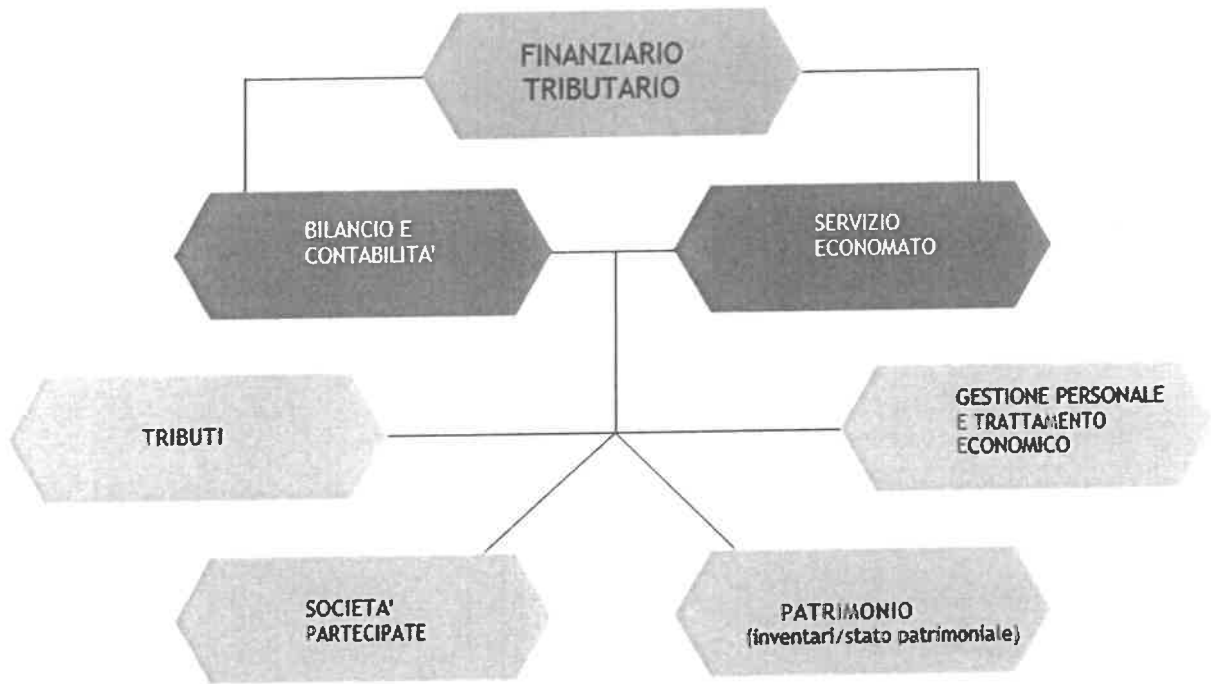 FINANZIARIO
TRIBUTARIO
BILANCIO E
CONTABILITA'
SERVIZIO
ECONOMATO
TRIBUTI
GESTIONE PERSONALE
E TRATTAMENTO
ECONOMICO
SOCIETA'
PARTECIPATE
PATRIMONIO
(inventari/stato patrimoniale)